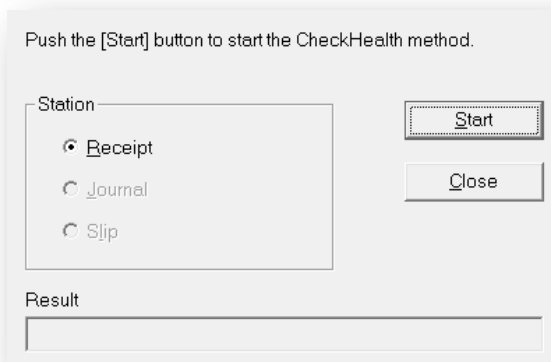 Push the [Start] button to start the CheckHealth method.
Station
Receipt
Journal
Slip
Start
Close
Result